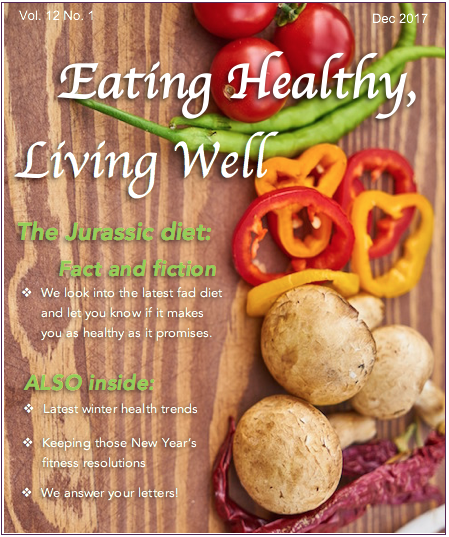 Vol. 12 No. 1
Dec 2017
Eating Healthy,
Living Well
The Jurassic diet:
Fact and fiction
❖ We look into the latest fad diet
and let you know if it makes
you as healthy as it promises.
ALSO inside:
❖ Latest winter health trends
❖ Keeping those New Year's
fitness resolutions
❖ We answer your letters!